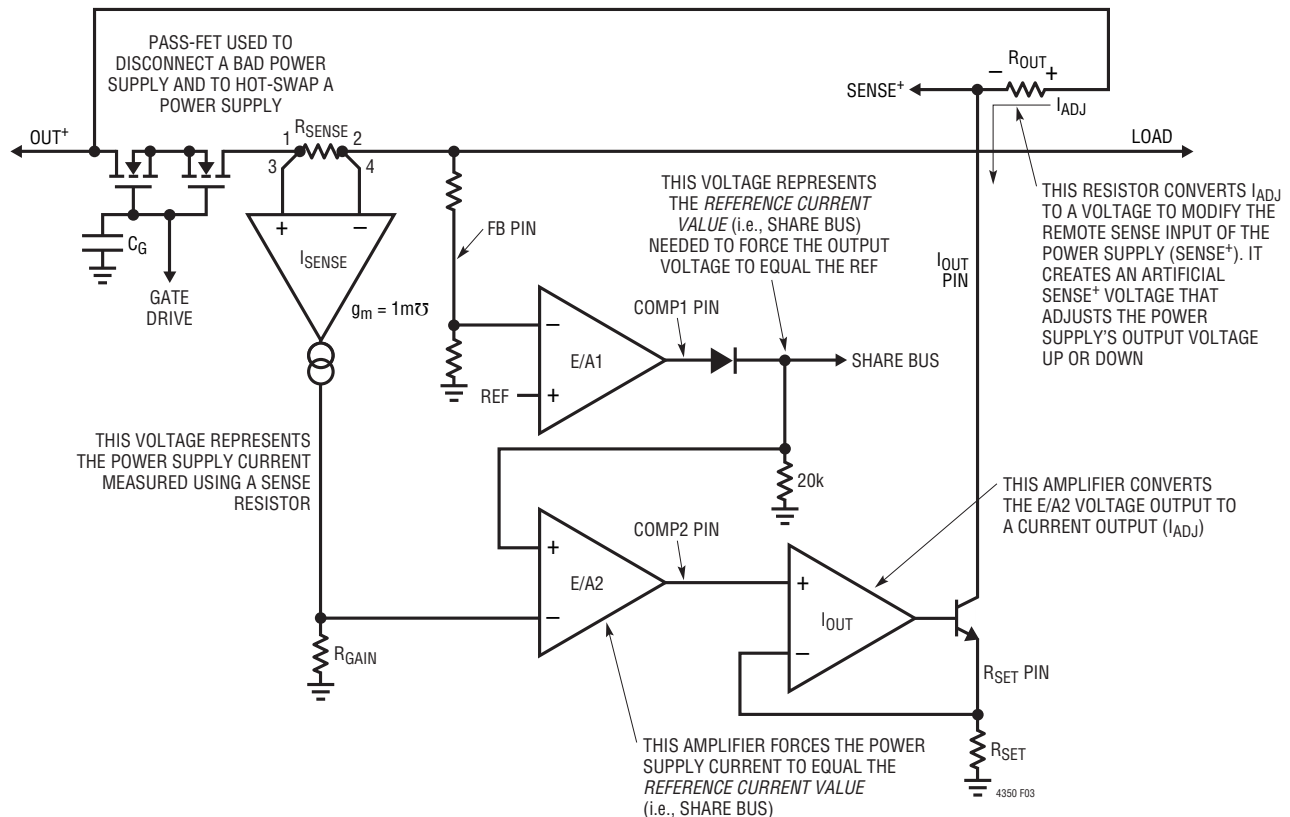 PASS-FET USED TO
DISCONNECT A BAD POWER
SUPPLY AND TO HOT-SWAP A
POWER SUPPLY
OUT+
1 RSENSE 2
3 4
CG
GATE
DRIVE
+ −
ISENSE
gm = 1m℧
FB PIN
THIS VOLTAGE REPRESENTS
THE REFERENCE CURRENT
VALUE (i.e., SHARE BUS)
NEEDED TO FORCE THE OUTPUT
VOLTAGE TO EQUAL THE REF
SENSE+
− ROUT +
IADJ
LOAD
THIS RESISTOR CONVERTS IADJ
TO A VOLTAGE TO MODIFY THE
REMOTE SENSE INPUT OF THE
POWER SUPPLY (SENSE+). IT
CREATES AN ARTIFICIAL
SENSE+ VOLTAGE THAT
ADJUSTS THE POWER
SUPPLY'S OUTPUT VOLTAGE
UP OR DOWN
IOUT
PIN
COMP1 PIN
−
E/A1
REF
+
SHARE BUS
20k
THIS VOLTAGE REPRESENTS
THE POWER SUPPLY CURRENT
MEASURED USING A SENSE
RESISTOR
RGAIN
+
E/A2
−
COMP2 PIN
THIS AMPLIFIER CONVERTS
THE E/A2 VOLTAGE OUTPUT TO
A CURRENT OUTPUT (IADJ)
+
IOUT
−
RSET PIN
RSET
THIS AMPLIFIER FORCES THE POWER
SUPPLY CURRENT TO EQUAL THE
REFERENCE CURRENT VALUE
(i.e., SHARE BUS)
4350 F03